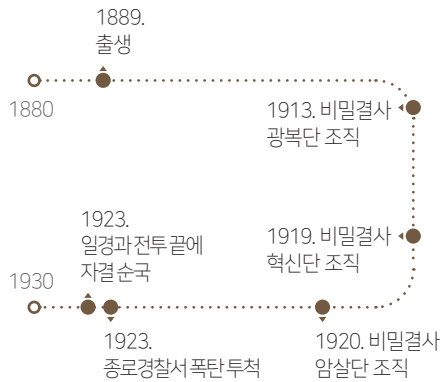 1889.
출생
1880
1913. 비밀결사
광복단 조직
1919. 비밀결사
혁신단 조직
1920. 비밀결사
암살단 조직
1923.
종로경찰서 폭탄 투척
1923.
일경과 전투 끝에
자결 순국
1930